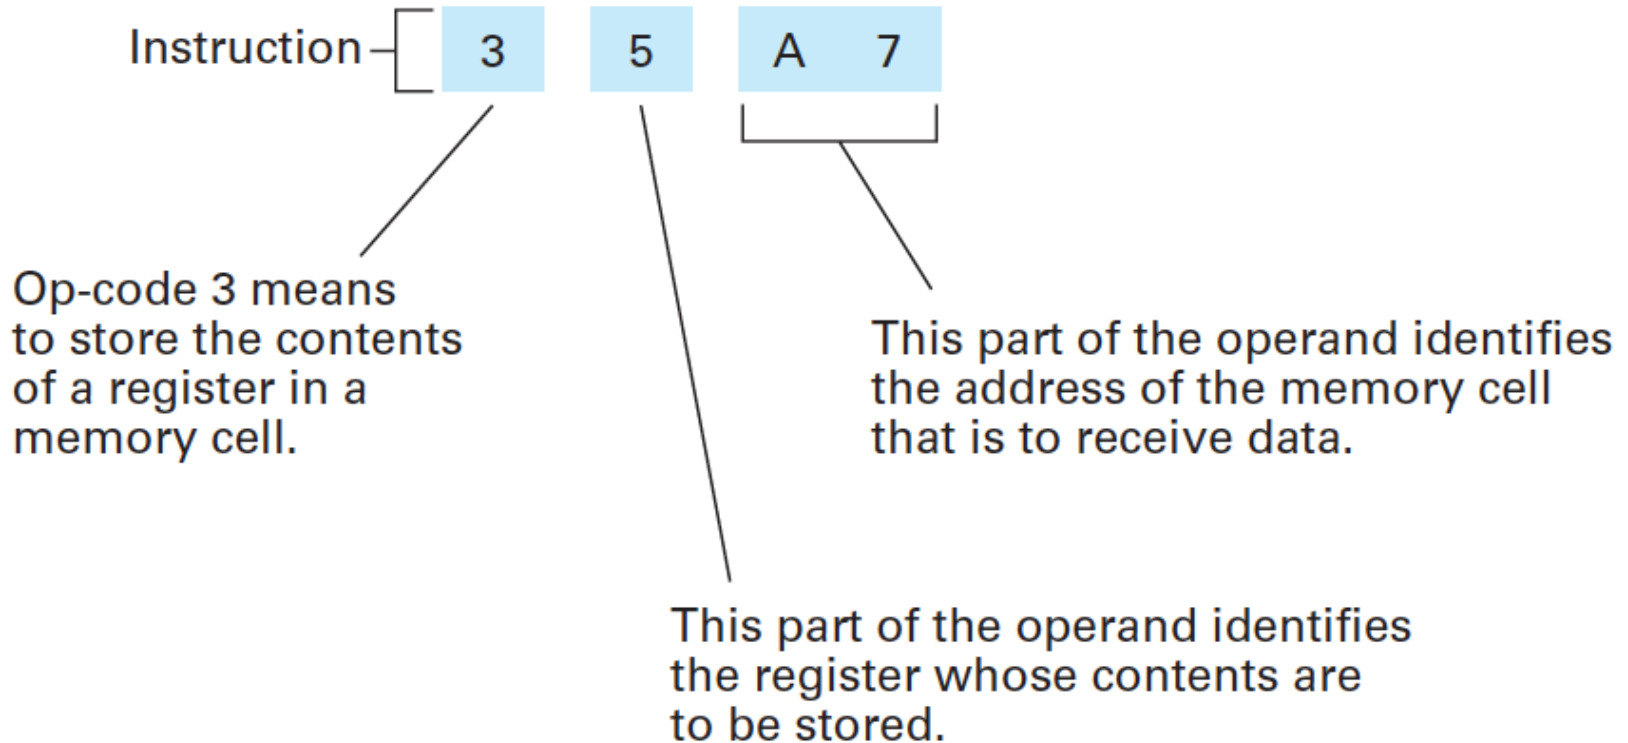 Instruction 3 5 A 7
Op-code 3 means
to store the contents
of a register in a
memory cell.
This part of the operand identifies
the address of the memory cell
that is to receive data.
This part of the operand identifies
the register whose contents are
to be stored.